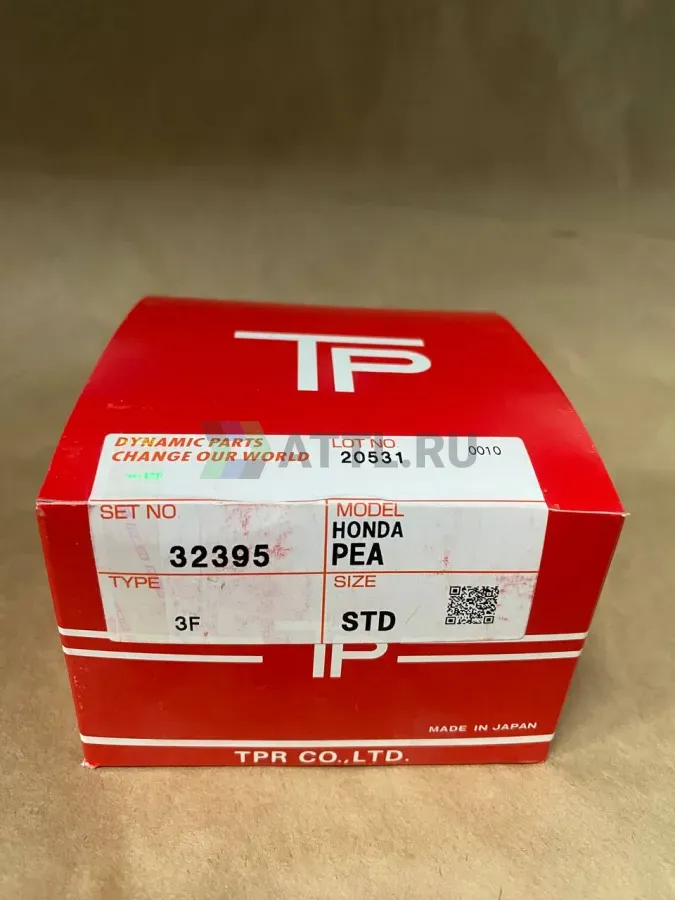 TP
DYNAMIC PARTS
CHANGE OUR WORLD
LOT NO
20531
0010
ATTL.RU
SET NO
32395
MODEL
HONDA
PEA
TYPE
3F
SIZE
STD
TP
MADE IN JAPAN
TPR CO.,LTD.